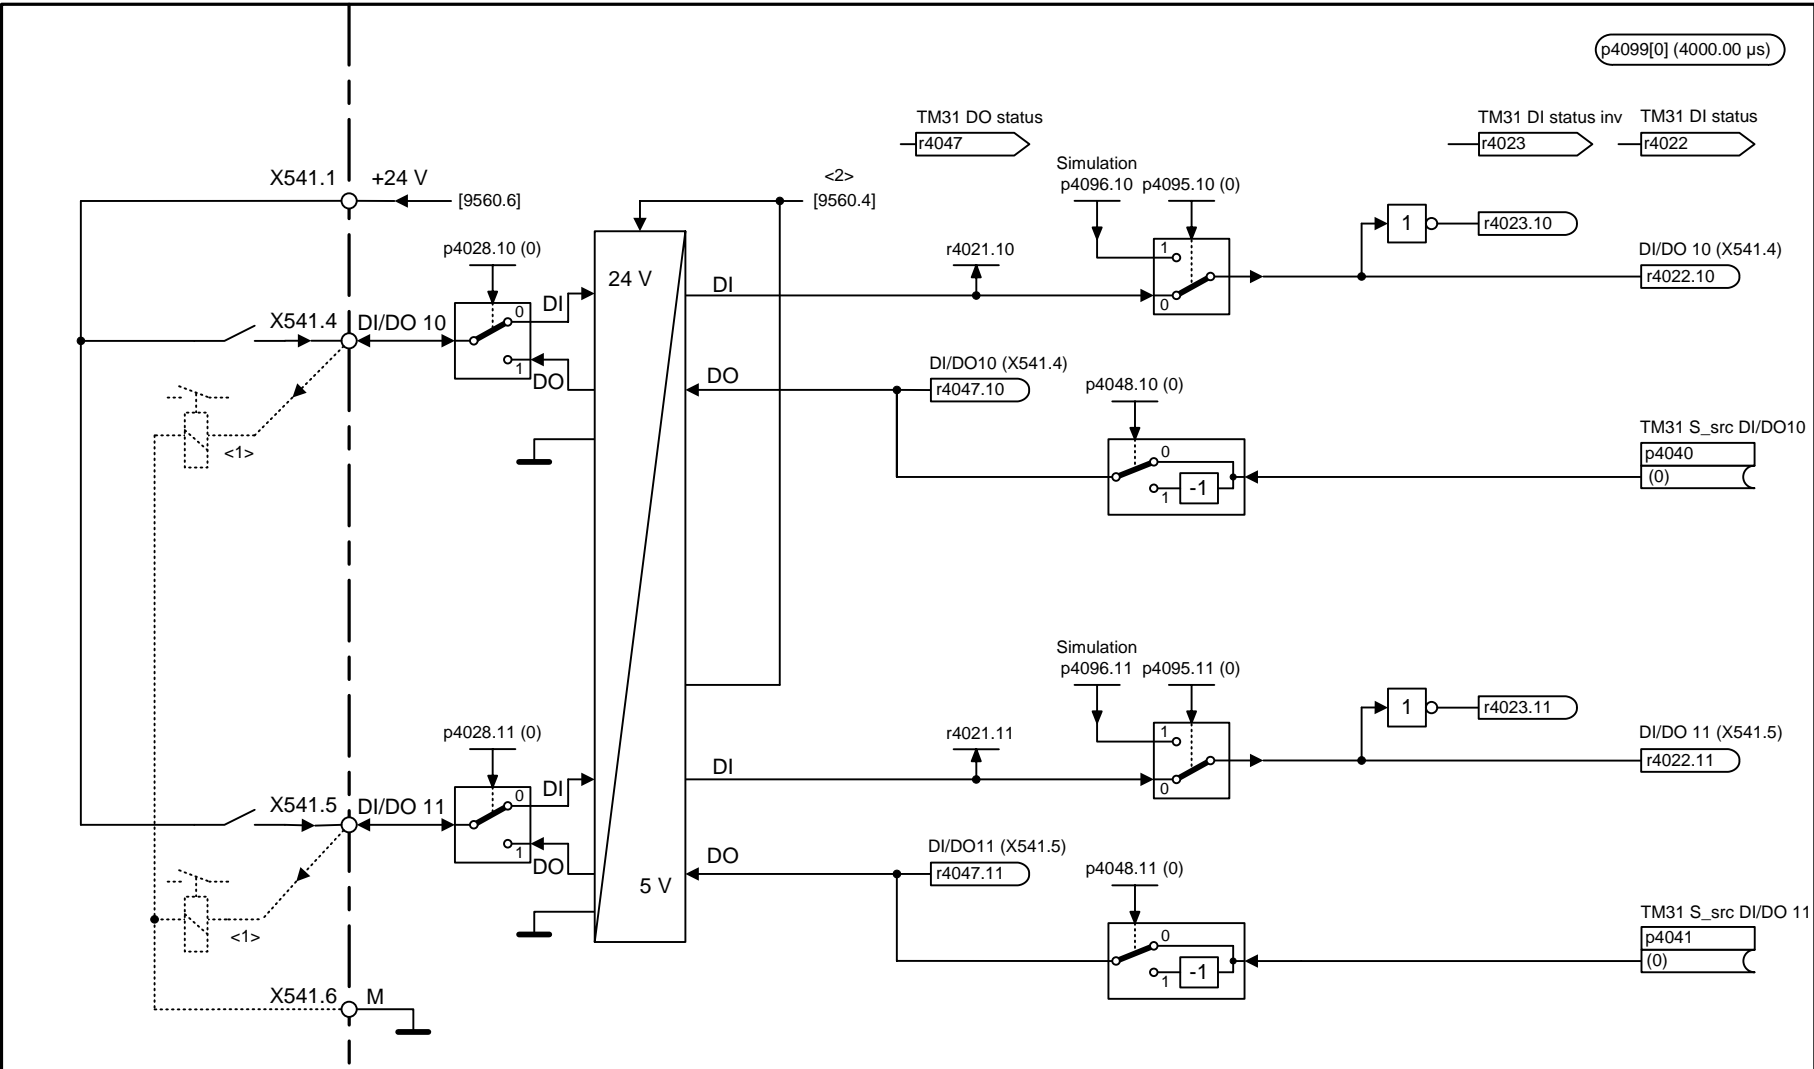 p4099[0] (4000.00 µs)
TM31 DO status
r4047
TM31 DI status inv
r4023
TM31 DI status
r4022
X541.1
+24 V
[9560.6]
<2>
[9560.4]
Simulation
p4096.10
p4095.10 (0)
1
0
1
r4023.10
p4028.10 (0)
24 V
DI
r4021.10
DI/DO 10 (X541.4)
r4022.10
X541.4
DI/DO 10
0
1
DI
DO
DO
DI/DO10 (X541.4)
r4047.10
p4048.10 (0)
0
1
-1
TM31 S_src DI/DO10
p4040
(0)
<1>
Simulation
p4096.11
p4095.11 (0)
1
0
1
r4023.11
p4028.11 (0)
DI
r4021.11
DI/DO 11 (X541.5)
r4022.11
X541.5
DI/DO 11
0
1
DI
DO
DO
5 V
DI/DO11 (X541.5)
r4047.11
p4048.11 (0)
0
1
-1
TM31 S_src DI/DO 11
p4041
(0)
<1>
X541.6
M